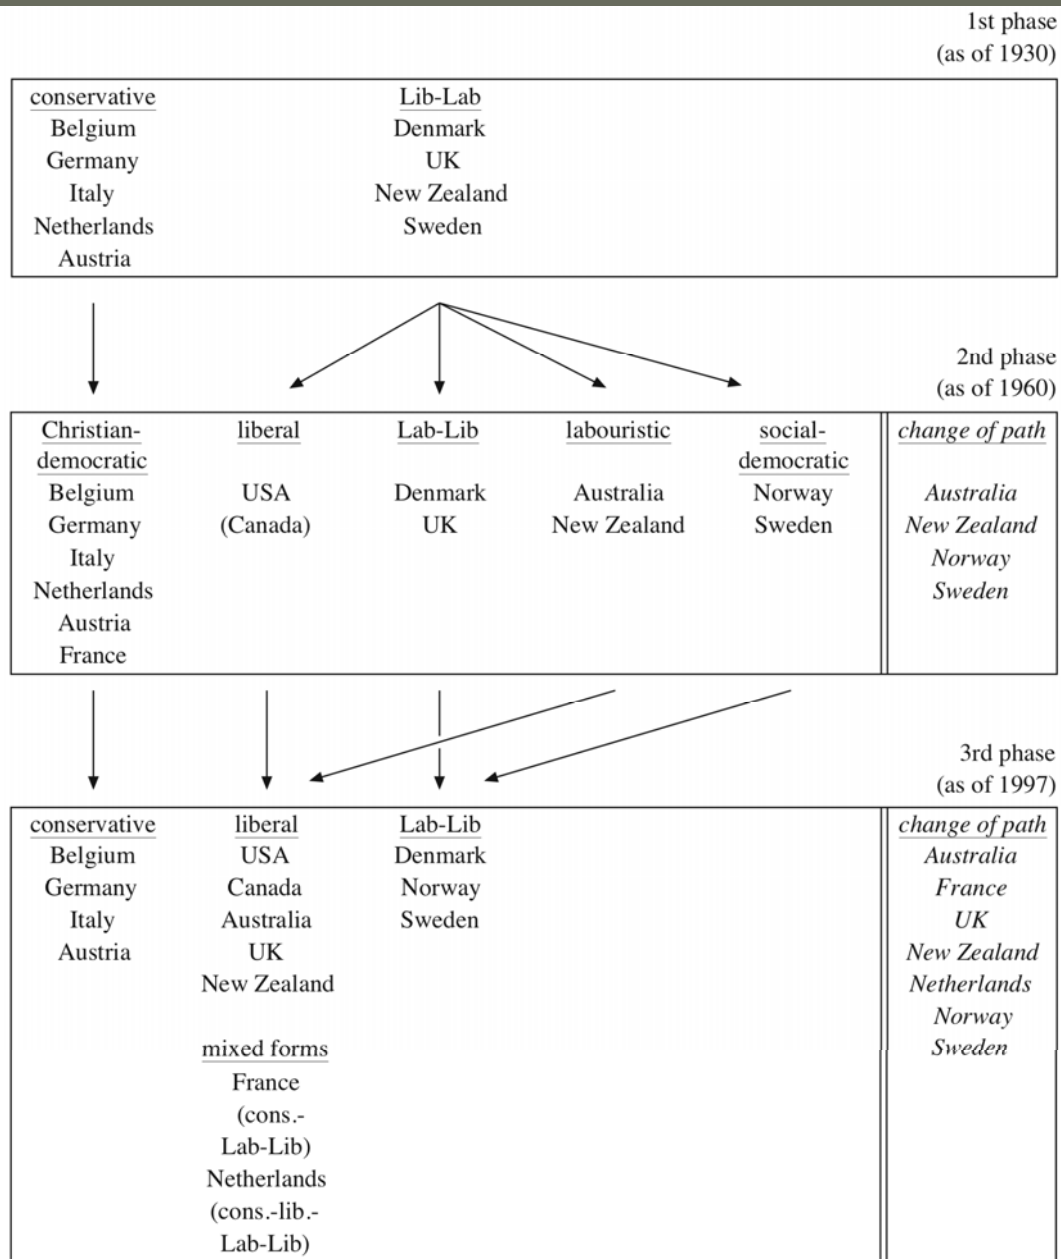 1st phase
(as of 1930)
conservative
Belgium
Germany
Italy
Netherlands
Austria
Lib-Lab
Denmark
UK
New Zealand
Sweden
2nd phase
(as of 1960)
Christian-
democratic
Belgium
Germany
Italy
Netherlands
Austria
France
liberal
USA
(Canada)
Lab-Lib
Denmark
UK
labouristic
Australia
New Zealand
social-
democratic
Norway
Sweden
change of path
Australia
New Zealand
Norway
Sweden
3rd phase
(as of 1997)
conservative
Belgium
Germany
Italy
Austria
liberal
USA
Canada
Australia
UK
New Zealand
mixed forms
France
(cons.-
Lab-Lib)
Netherlands
(cons.-lib.-
Lab-Lib)
Lab-Lib
Denmark
Norway
Sweden
change of path
Australia
France
UK
New Zealand
Netherlands
Norway
Sweden